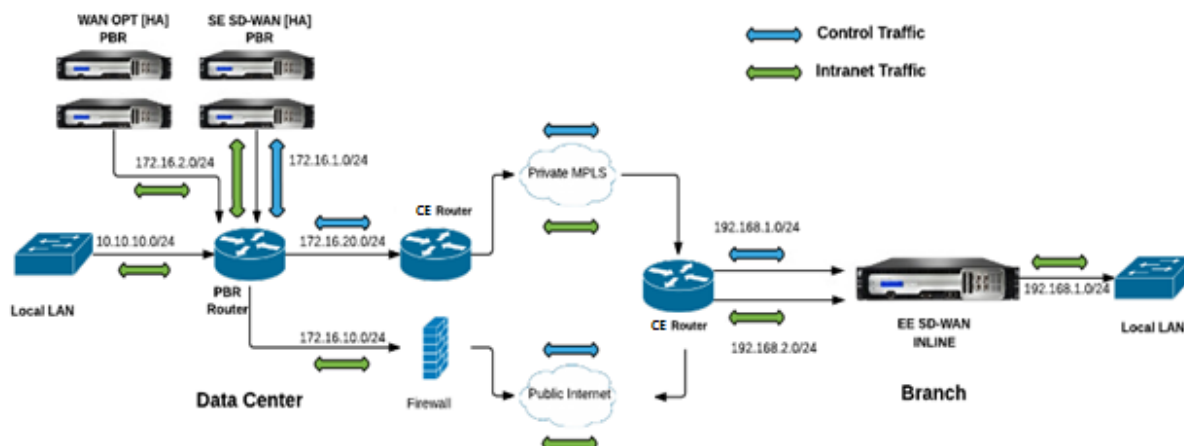 WAN OPT [HA]
PBR
SE SD-WAN [HA]
PBR
Control Traffic
Intranet Traffic
172.16.2.0/24
172.16.1.0/24
Private MPLS
CE Router
10.10.10.0/24
172.16.20.0/24
192.168.1.0/24
Local LAN
PBR
Router
CE Router
192.168.1.0/24
192.168.2.0/24
EE SD-WAN
INLINE
Local LAN
172.16.10.0/24
Data Center
Firewall
Public Internet
Branch